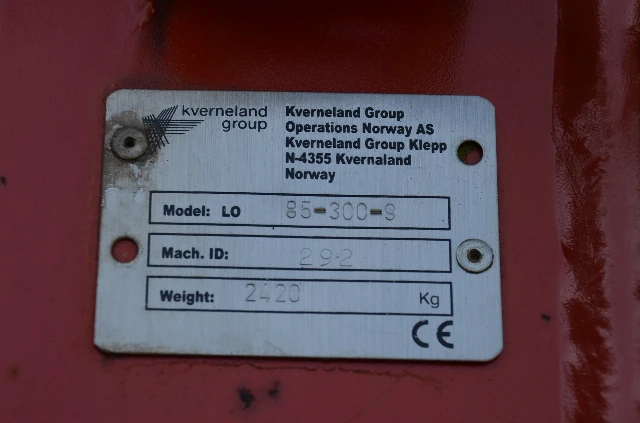 kverneland
group
Kverneland Group
Operations Norway AS
Kverneland Group Klepp
N-4355 Kvernaland
Norway
Model: LO 85-300-9
Mach. ID: 292
Weight: 2420 Kg
CE